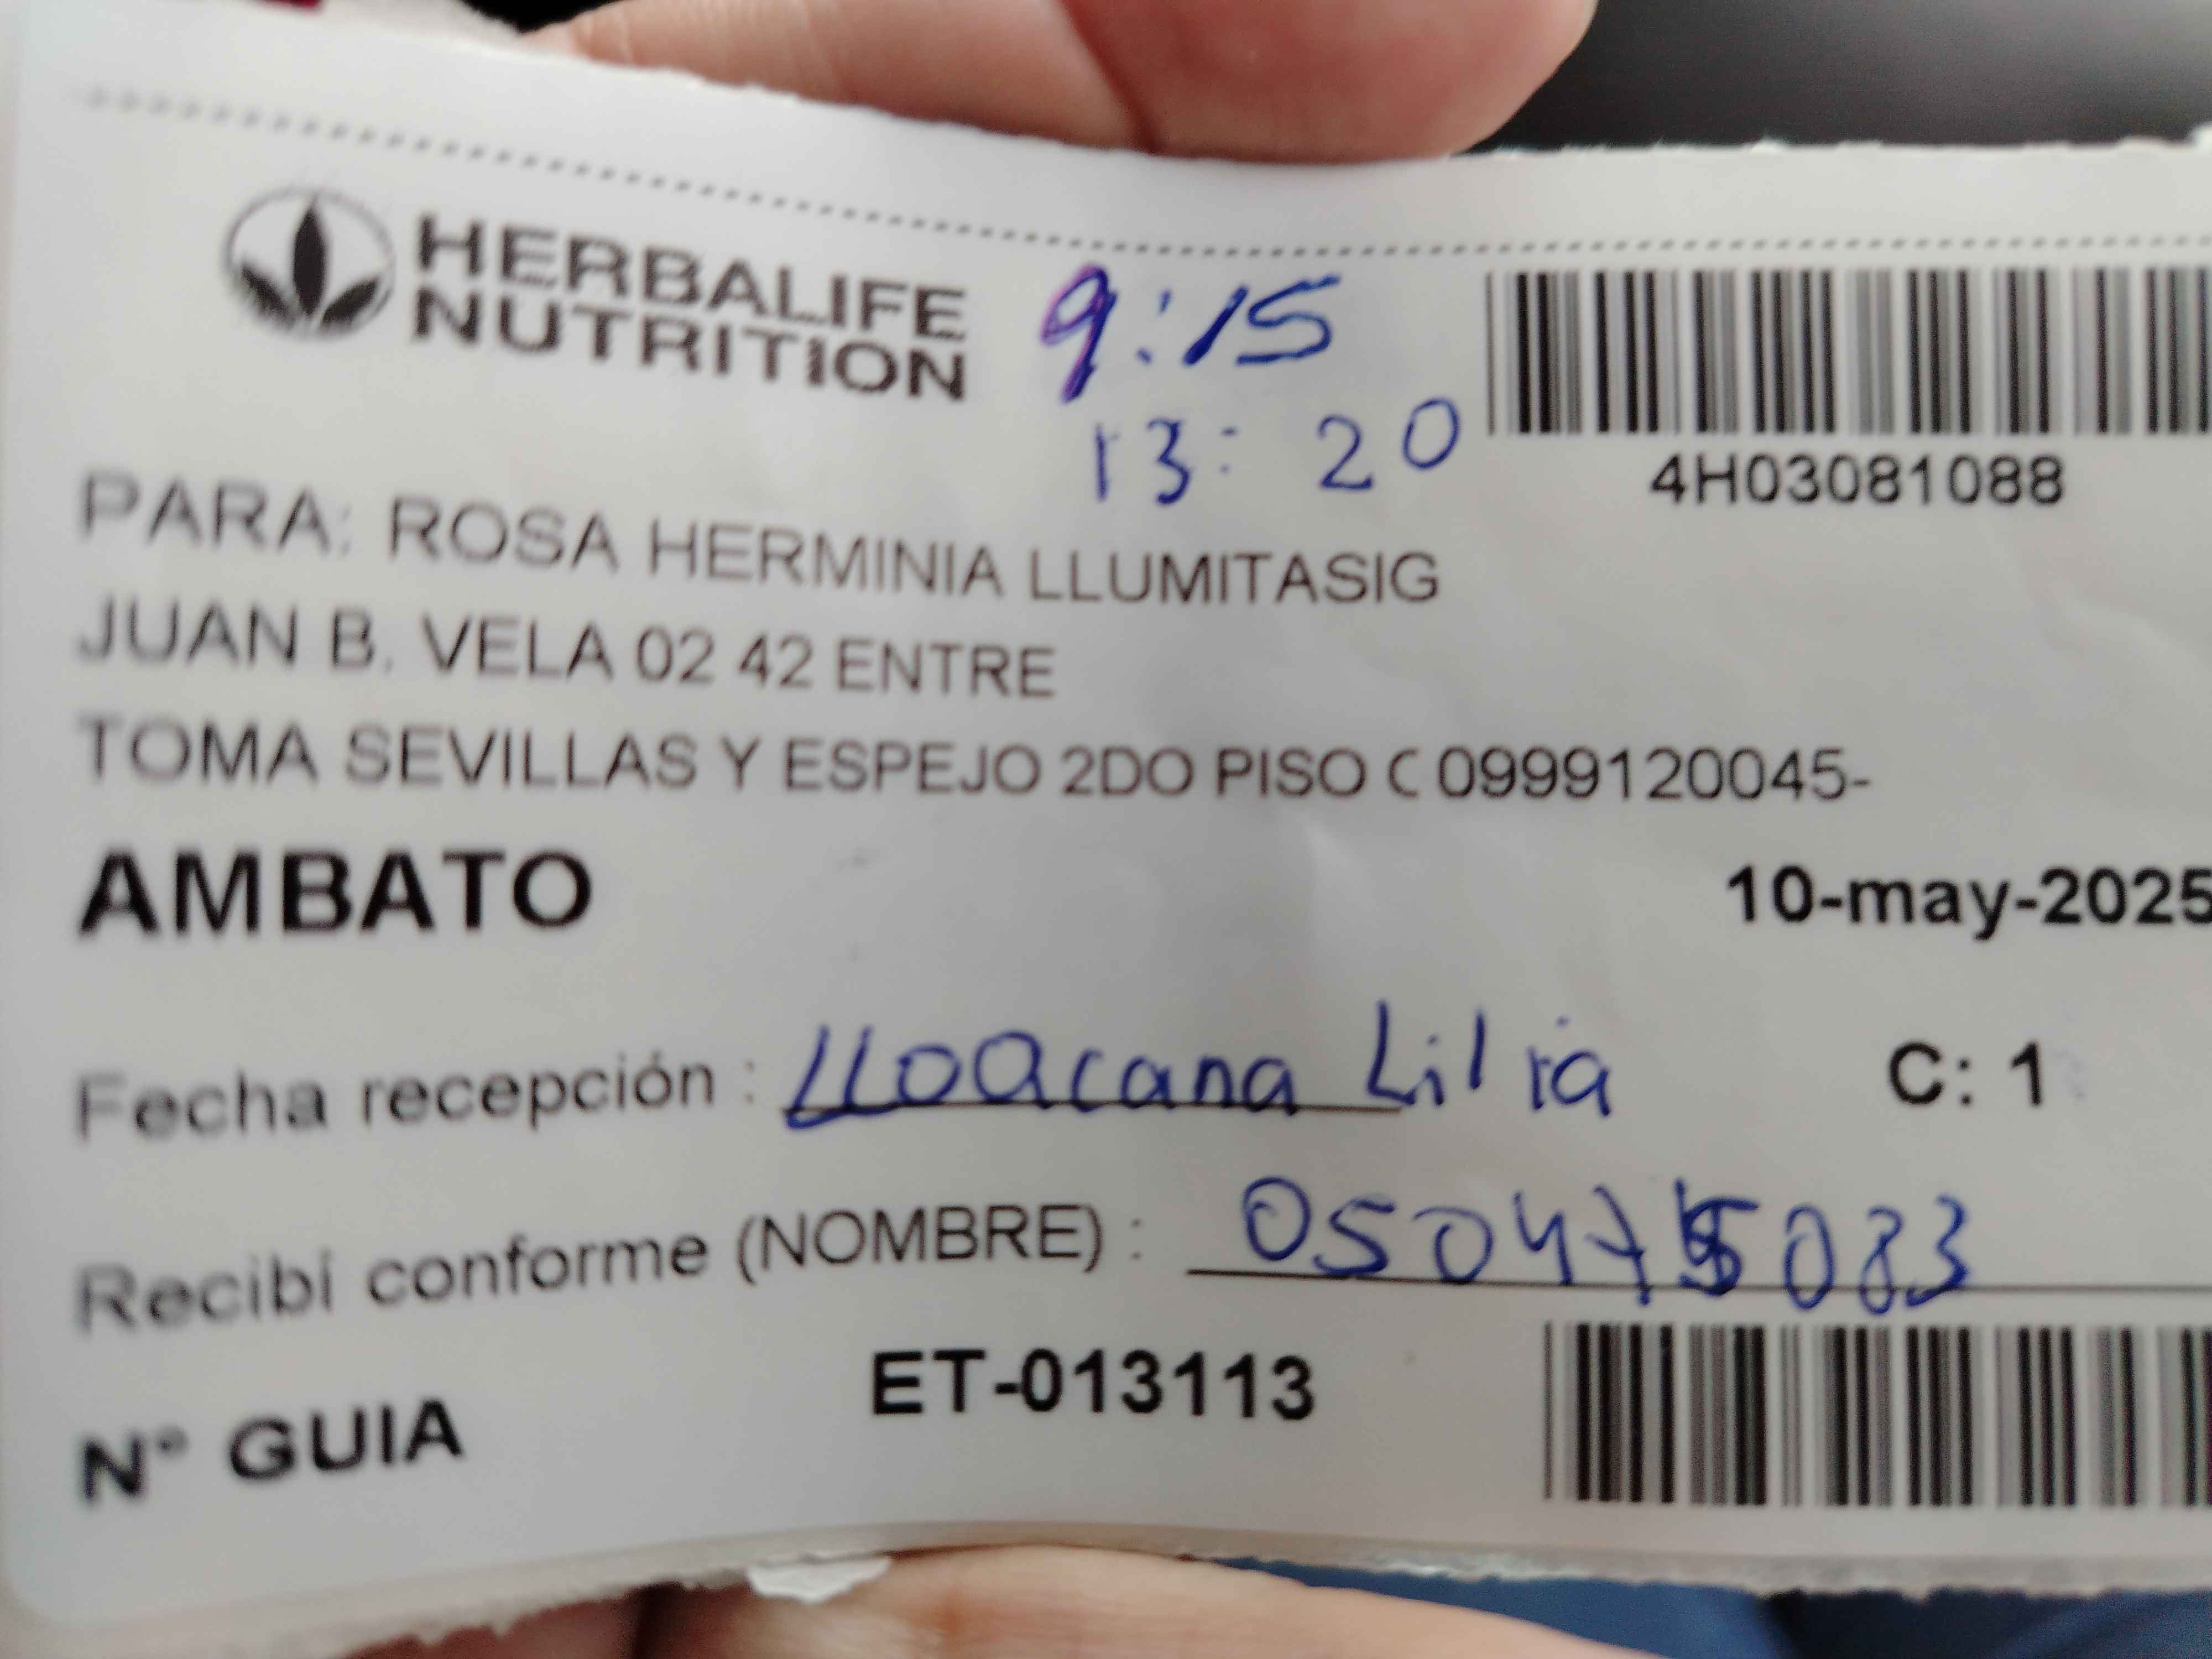 HERBALIFE
NUTRITION
9:15
13:20
4H03081088
PARA: ROSA HERMINIA LLUMITASIG
JUAN B. VELA 02 42 ENTRE
TOMA SEVILLAS Y ESPEJO 2DO PISO C 0999120045-
AMBATO
10-may-2025
Fecha recepción : LLoacana Lilia
C: 1
Recibí conforme (NOMBRE) :
N° GUIA ET-013113